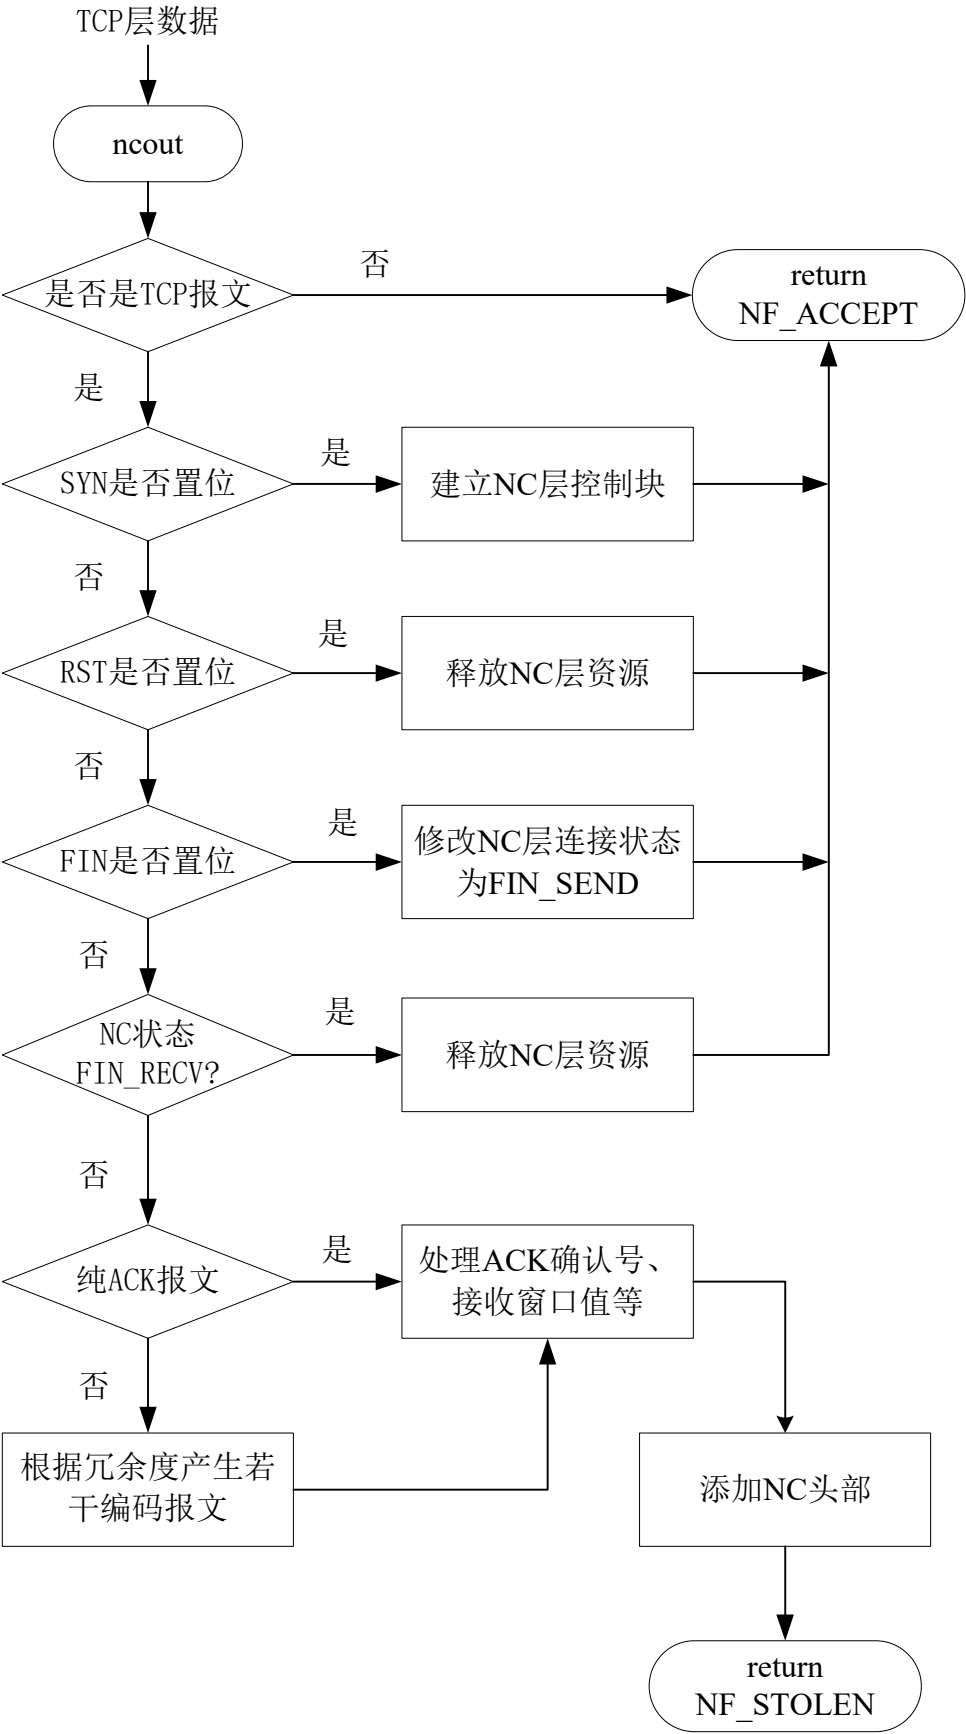 TCP层数据
ncout
是否是TCP报文
否
return
NF_ACCEPT
是
SYN是否置位
是
建立NC层控制块
否
RST是否置位
是
释放NC层资源
否
FIN是否置位
是
修改NC层连接状态
为FIN_SEND
否
NC状态
FIN_RECV?
是
释放NC层资源
否
纯ACK报文
是
处理ACK确认号、
接收窗口值等
否
根据冗余度产生若
干编码报文
添加NC头部
return
NF_STOLEN